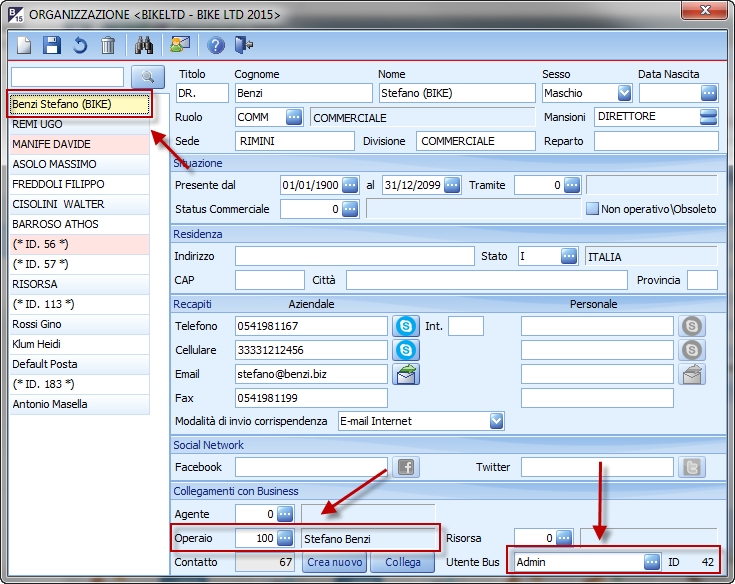 B 15 ORGANIZZAZIONE <BIKELTD - BIKE LTD 2015>
Titolo Cognome Nome Sesso Data Nascita
DR. Benzi Stefano (BIKE) Maschio
Benzi Stefano (BIKE)
Ruolo COMM COMMERCIALE Mansioni DIRETTORE
REMI UGO
Sede RIMINI Divisione COMMERCIALE Reparto
MANIFE DAVIDE
ASOLO MASSIMO
Situazione
FREDDOLI FILIPPO
Presente dal 01/01/1900 al 31/12/2099 Tramite 0
CISOLINI WALTER
Status Commerciale 0 Non operativo\Obsoleto
BARROSO ATHOS
Residenza
(* ID. 56 *)
Indirizzo Stato I ITALIA
(* ID. 57 *)
CAP Città Provincia
RISORSA
(* ID. 113 *)
Recapiti Aziendale Personale
Rossi Gino
Telefono 0541981167 Int.
Klum Heidi
Cellulare 33331212456
Default Posta
Email stefano@benzi.biz
(* ID. 183 *)
Fax 0541981199
Antonio Masella
Modalità di invio corrispendenza E-mail Internet
Social Network
Facebook Twitter
Collegamenti con Business
Agente 0
Operaio 100 Stefano Benzi Risorsa 0
Contatto 67 Crea nuovo Collega Utente Bus Admin ID 42